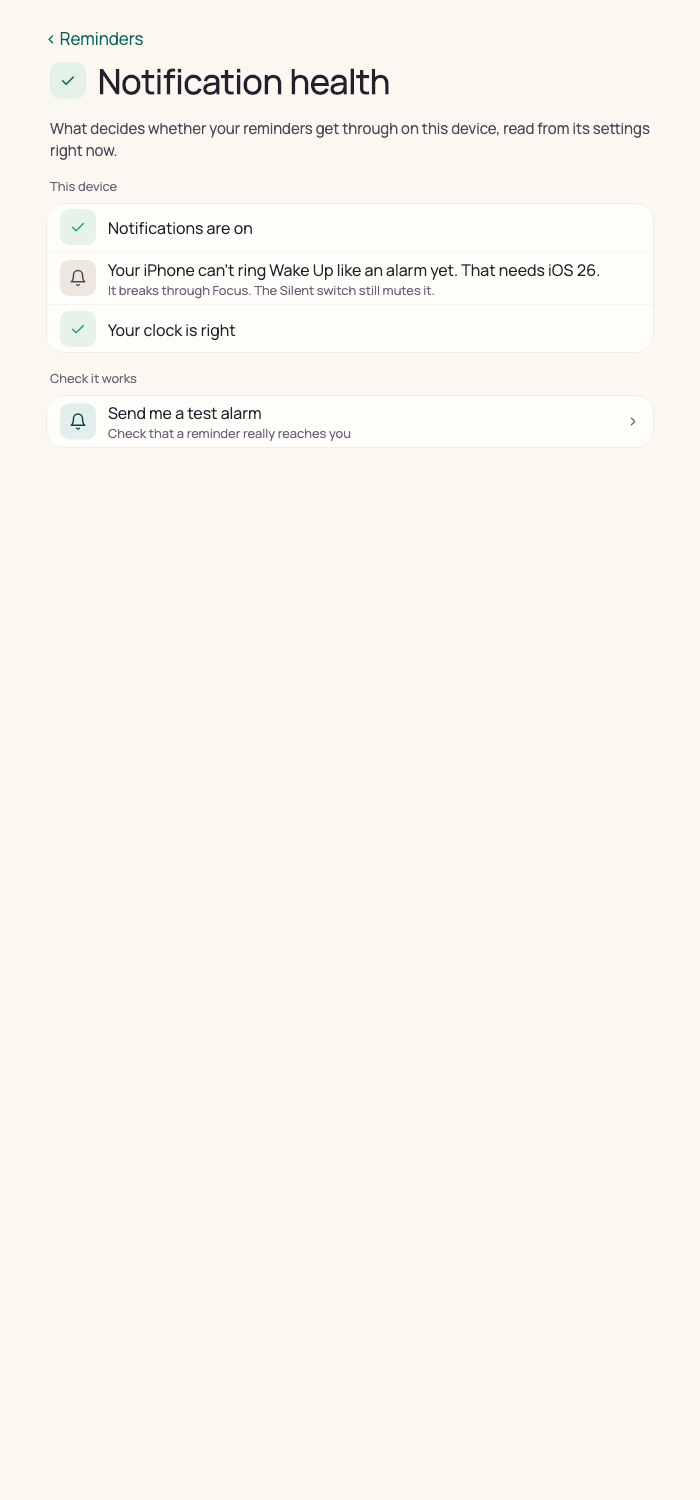 Reminders
Notification health
What decides whether your reminders get through on this device, read from its settings
right now.
This device
Notifications are on
Your iPhone can't ring Wake Up like an alarm yet. That needs iOS 26.
It breaks through Focus. The Silent switch still mutes it.
Your clock is right
Check it works
Send me a test alarm
Check that a reminder really reaches you